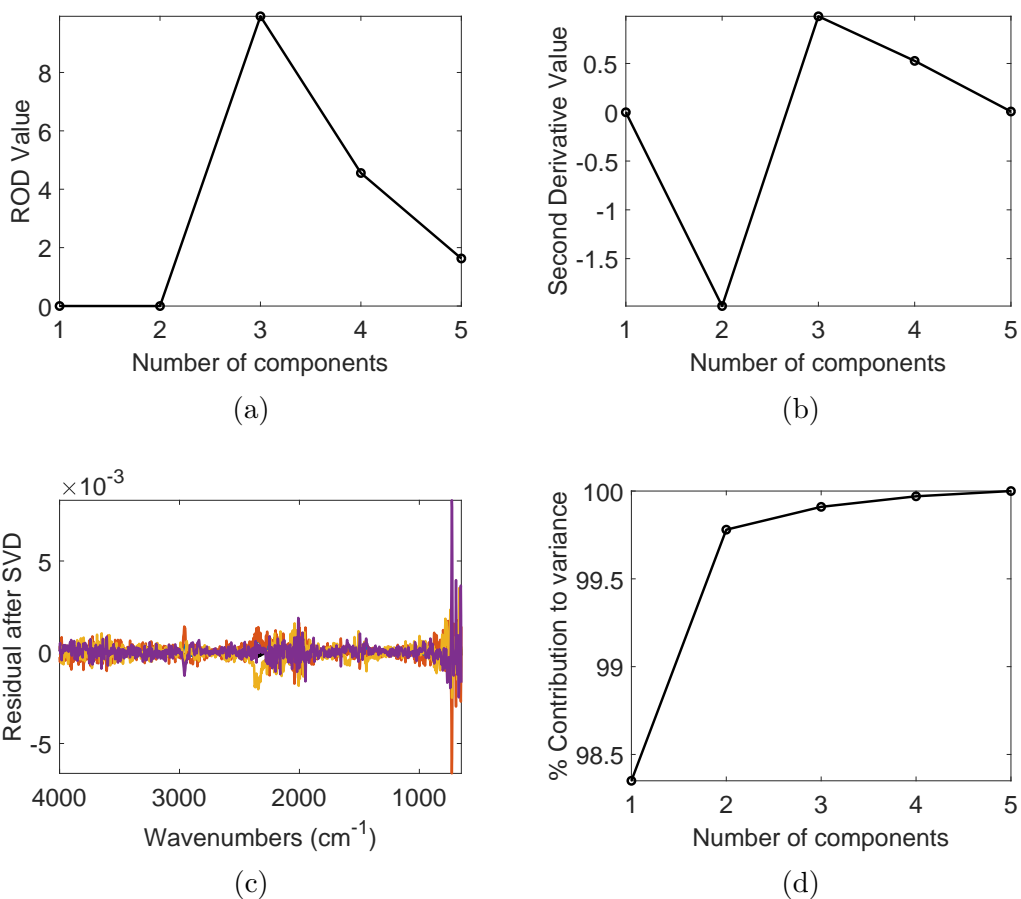 8
6
4
2
0
ROD Value
1 2 3 4 5
Number of components
(a)
0.5
0
-0.5
-1
-1.5
Second Derivative Value
1 2 3 4 5
Number of components
(b)
×10⁻³
5
0
-5
Residual after SVD
4000 3000 2000 1000
Wavenumbers (cm⁻¹)
(c)
100
99.5
99
98.5
% Contribution to variance
1 2 3 4 5
Number of components
(d)